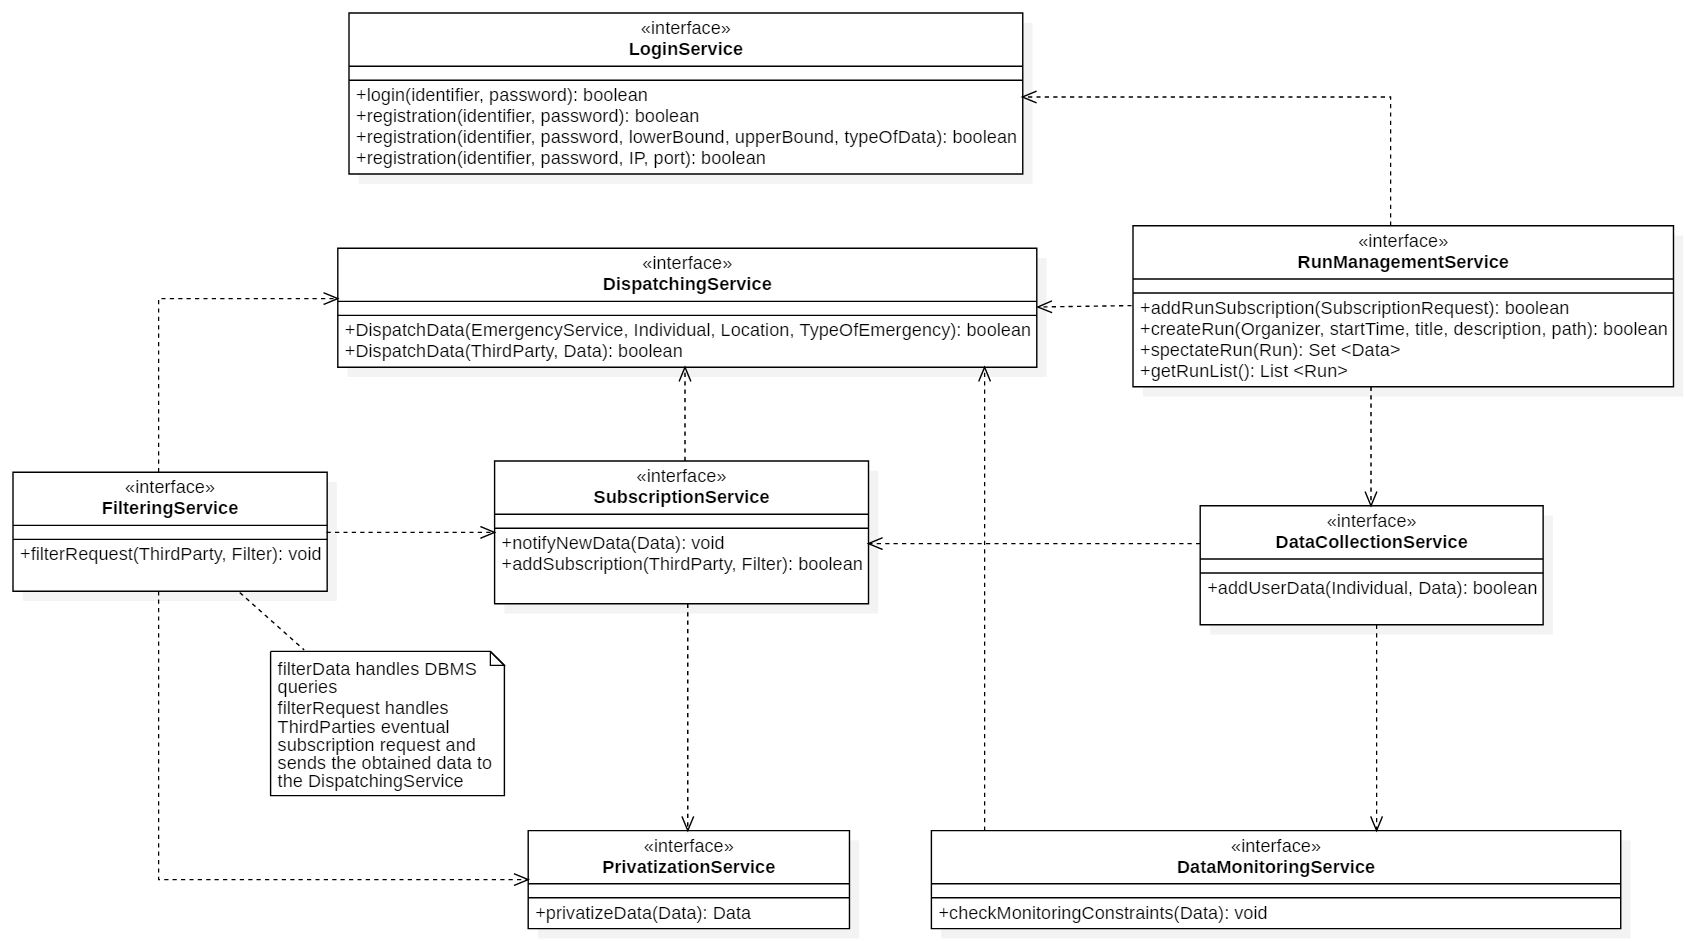 «interface»
LoginService
+login(identifier, password): boolean
+registration(identifier, password): boolean
+registration(identifier, password, lowerBound, upperBound, typeOfData): boolean
+registration(identifier, password, IP, port): boolean
«interface»
RunManagementService
+addRunSubscription(SubscriptionRequest): boolean
+createRun(Organizer, startTime, title, description, path): boolean
+spectateRun(Run): Set <Data>
+getRunList(): List <Run>
«interface»
DispatchingService
+DispatchData(EmergencyService, Individual, Location, TypeOfEmergency): boolean
+DispatchData(ThirdParty, Data): boolean
«interface»
FilteringService
+filterRequest(ThirdParty, Filter): void
«interface»
SubscriptionService
+notifyNewData(Data): void
+addSubscription(ThirdParty, Filter): boolean
«interface»
DataCollectionService
+addUserData(Individual, Data): boolean
filterData handles DBMS
queries
filterRequest handles
ThirdParties eventual
subscription request and
sends the obtained data to
the DispatchingService
«interface»
PrivatizationService
+privatizeData(Data): Data
«interface»
DataMonitoringService
+checkMonitoringConstraints(Data): void